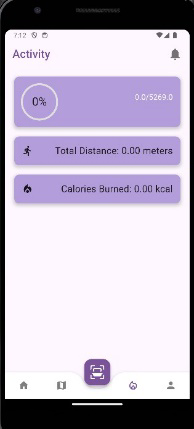 7:12
Activity
0%
0.0/5269.0
Total Distance: 0.00 meters
Calories Burned: 0.00 kcal